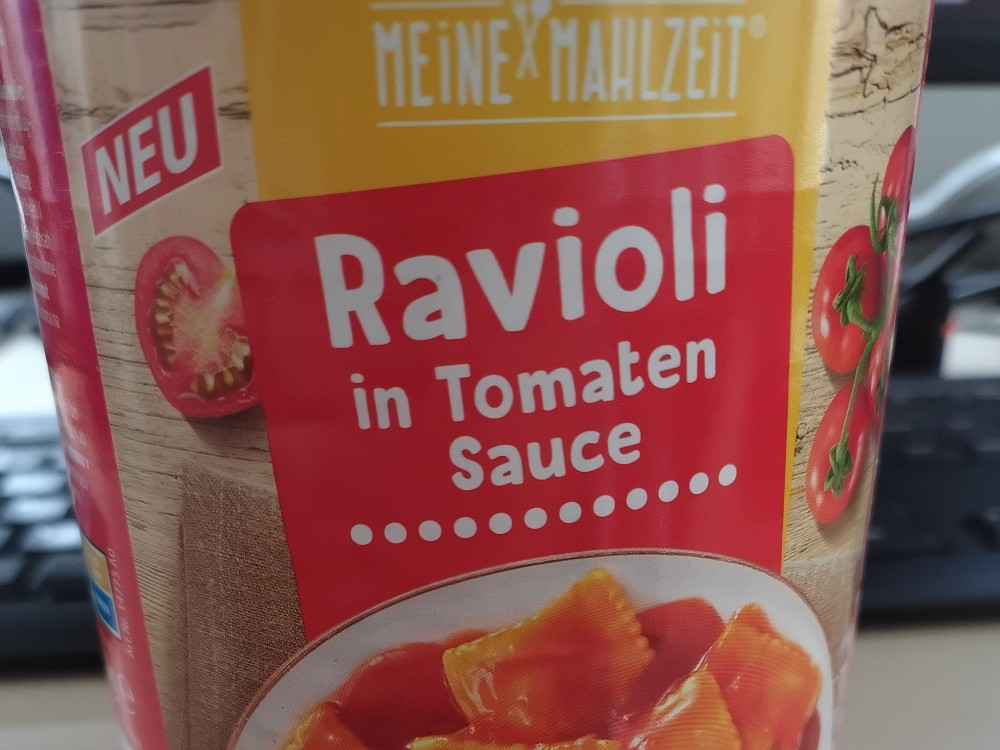 MEiNE MAHLZEiT®
NEU
Ravioli
in Tomaten
Sauce